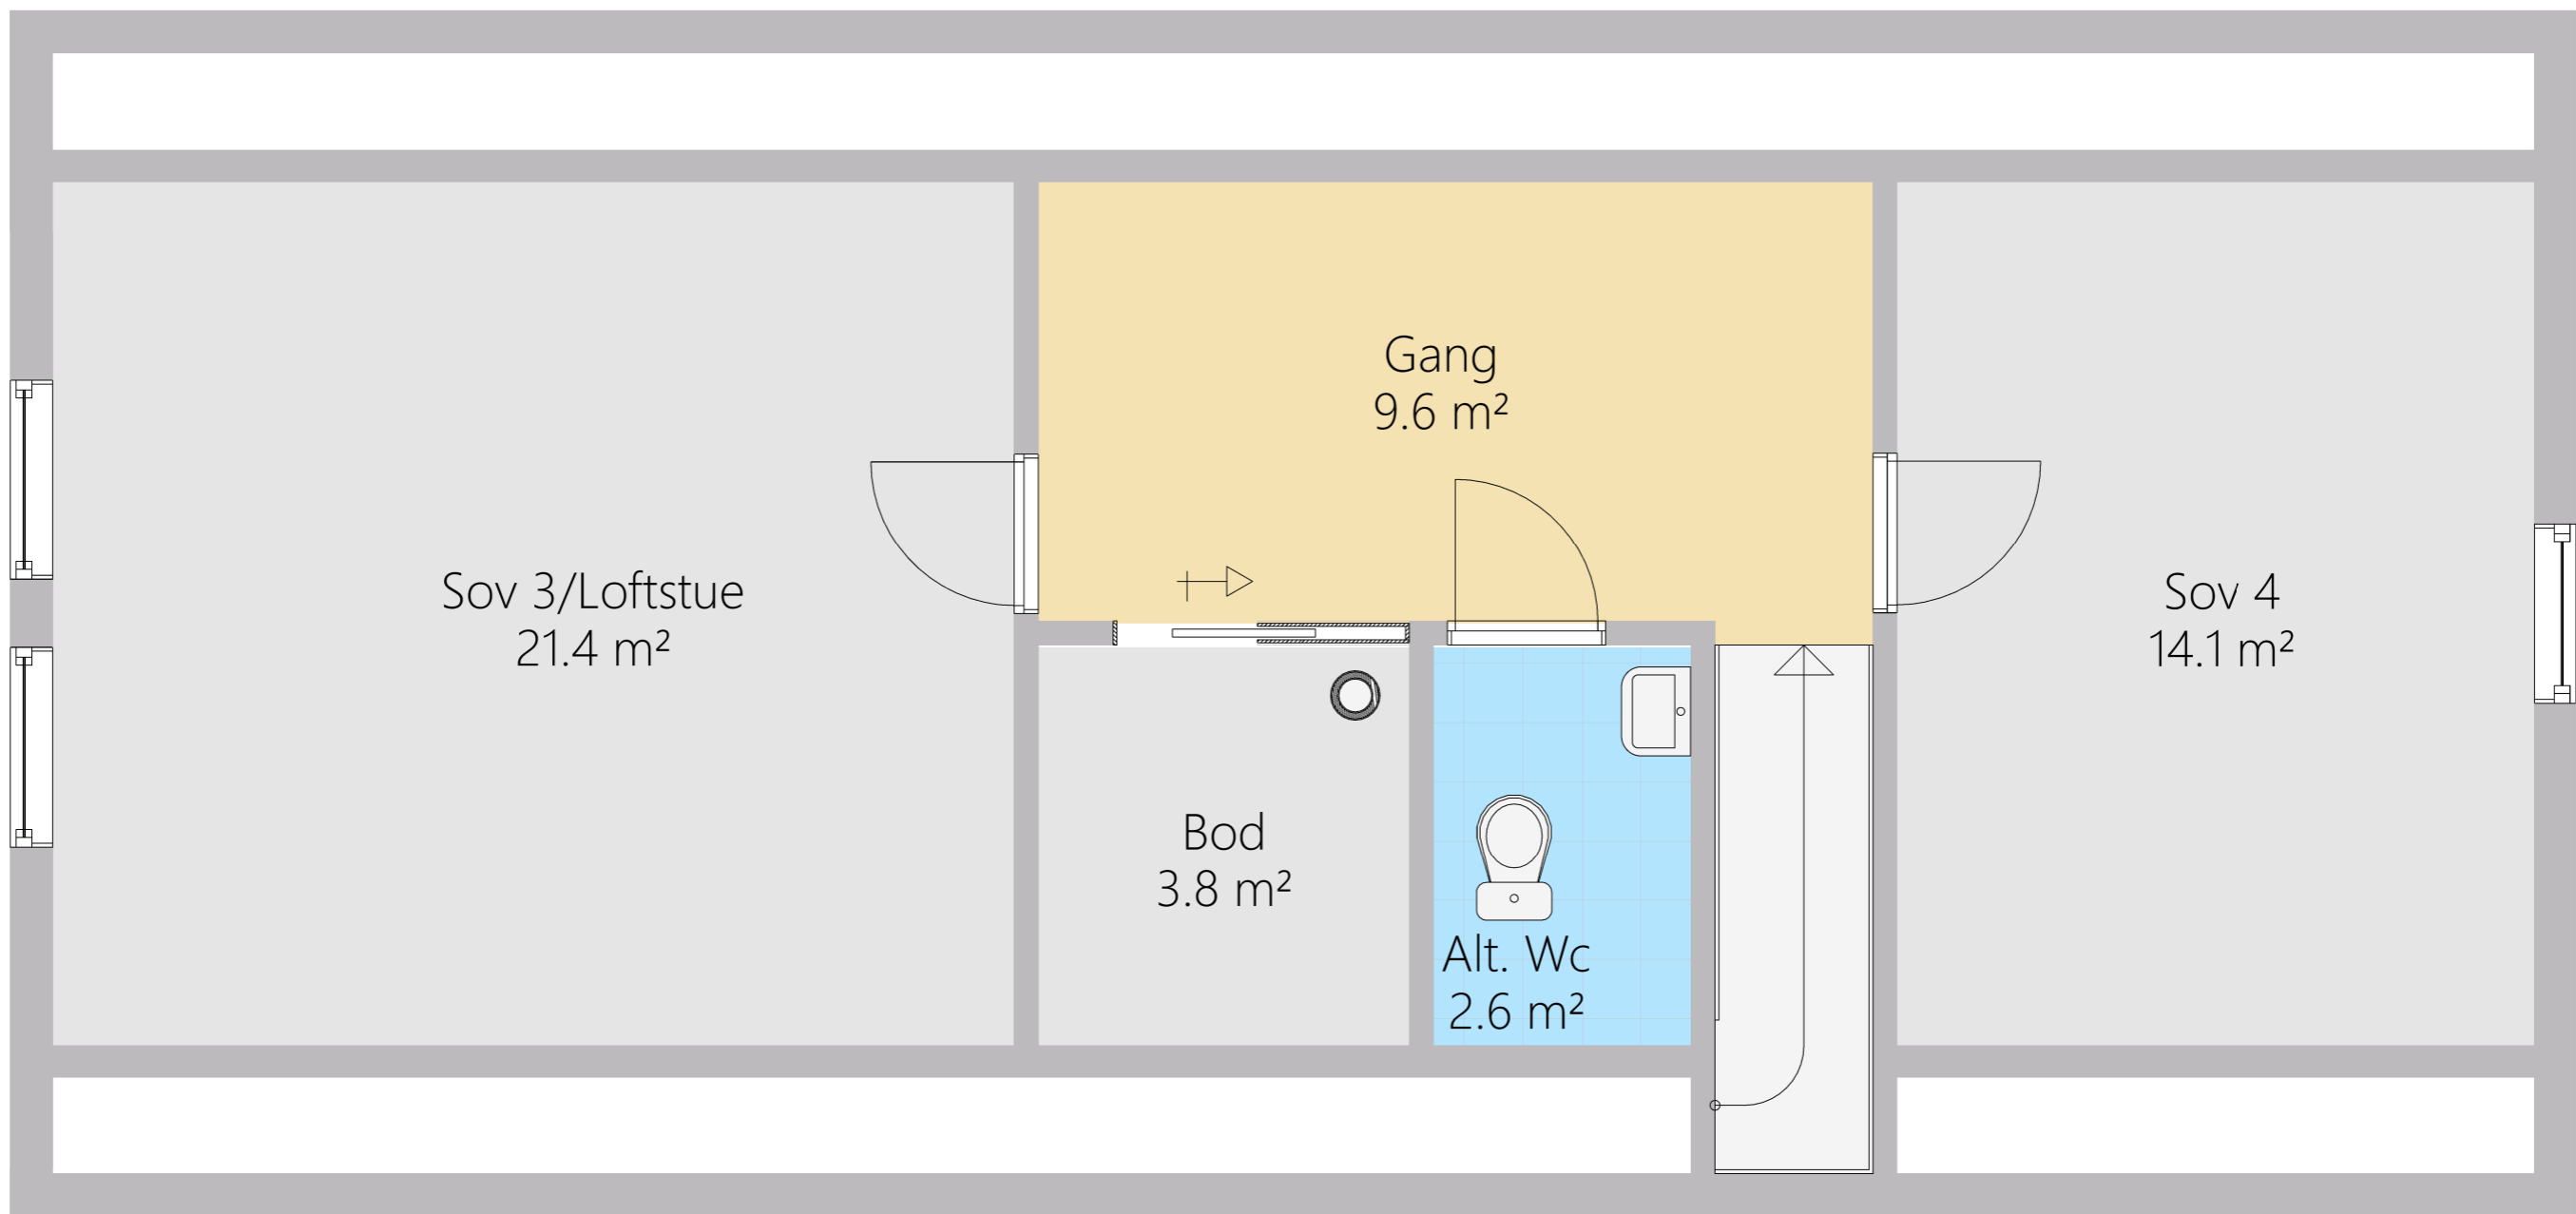 Gang
9.6 m²
Sov 3/Loftstue
21.4 m²
Sov 4
14.1 m²
Bod
3.8 m²
Alt. Wc
2.6 m²